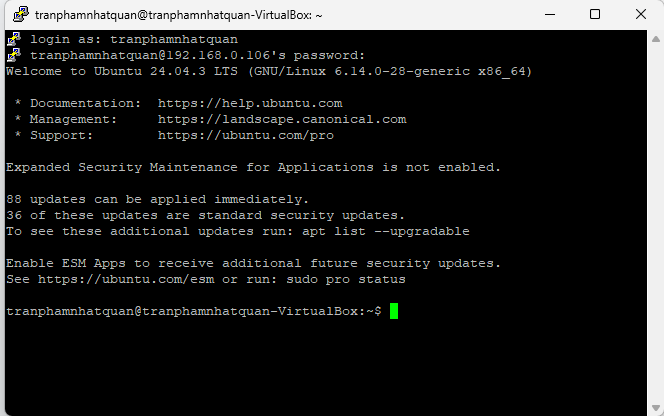 tranphamnhatquan@tranphamnhatquan-VirtualBox: ~
login as: tranphamnhatquan
tranphamnhatquan@192.168.0.106's password:
Welcome to Ubuntu 24.04.3 LTS (GNU/Linux 6.14.0-28-generic x86_64)

 * Documentation:  https://help.ubuntu.com
 * Management:     https://landscape.canonical.com
 * Support:        https://ubuntu.com/pro

Expanded Security Maintenance for Applications is not enabled.

88 updates can be applied immediately.
36 of these updates are standard security updates.
To see these additional updates run: apt list --upgradable

Enable ESM Apps to receive additional future security updates.
See https://ubuntu.com/esm or run: sudo pro status

tranphamnhatquan@tranphamnhatquan-VirtualBox:~$